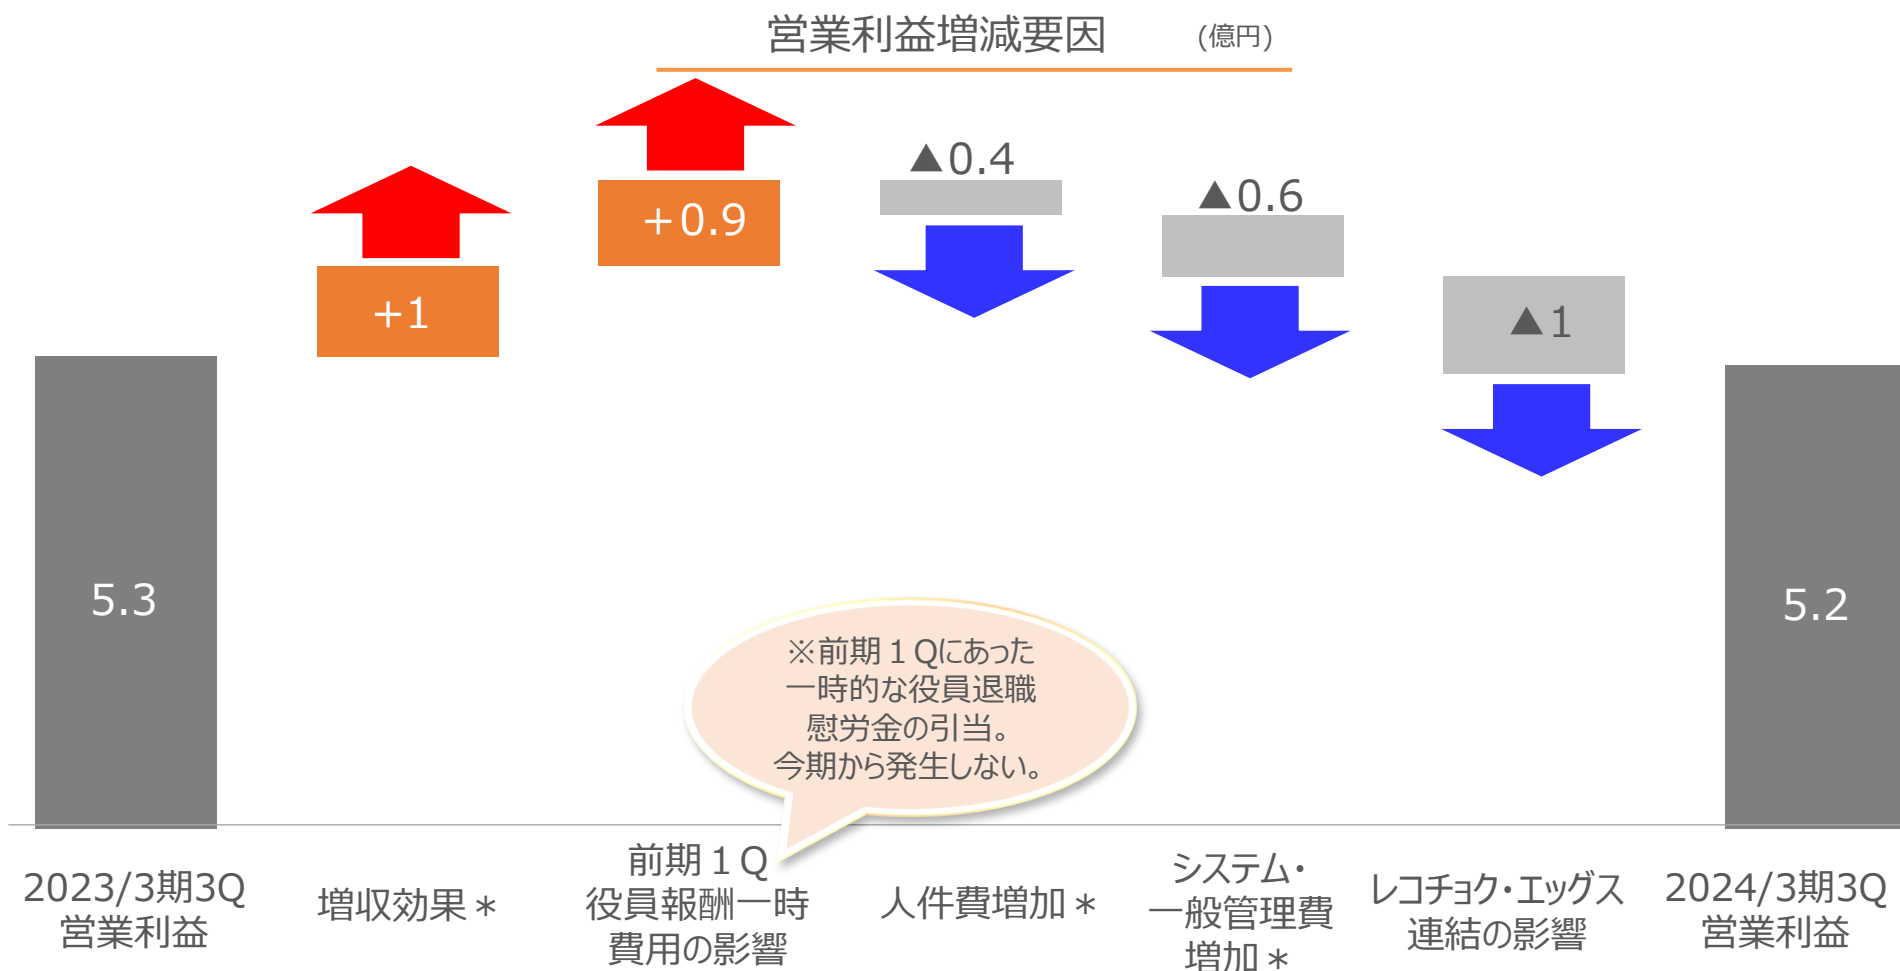 営業利益増減要因 (億円)
+1
+0.9
▲0.4
▲0.6
▲1
5.3
5.2
※前期１Qにあった
一時的な役員退職
慰労金の引当。
今期から発生しない。
2023/3期3Q
営業利益
増収効果＊
前期１Q
役員報酬一時
費用の影響
人件費増加＊
システム・
一般管理費
増加＊
レコチョク・エッグス
連結の影響
2024/3期3Q
営業利益